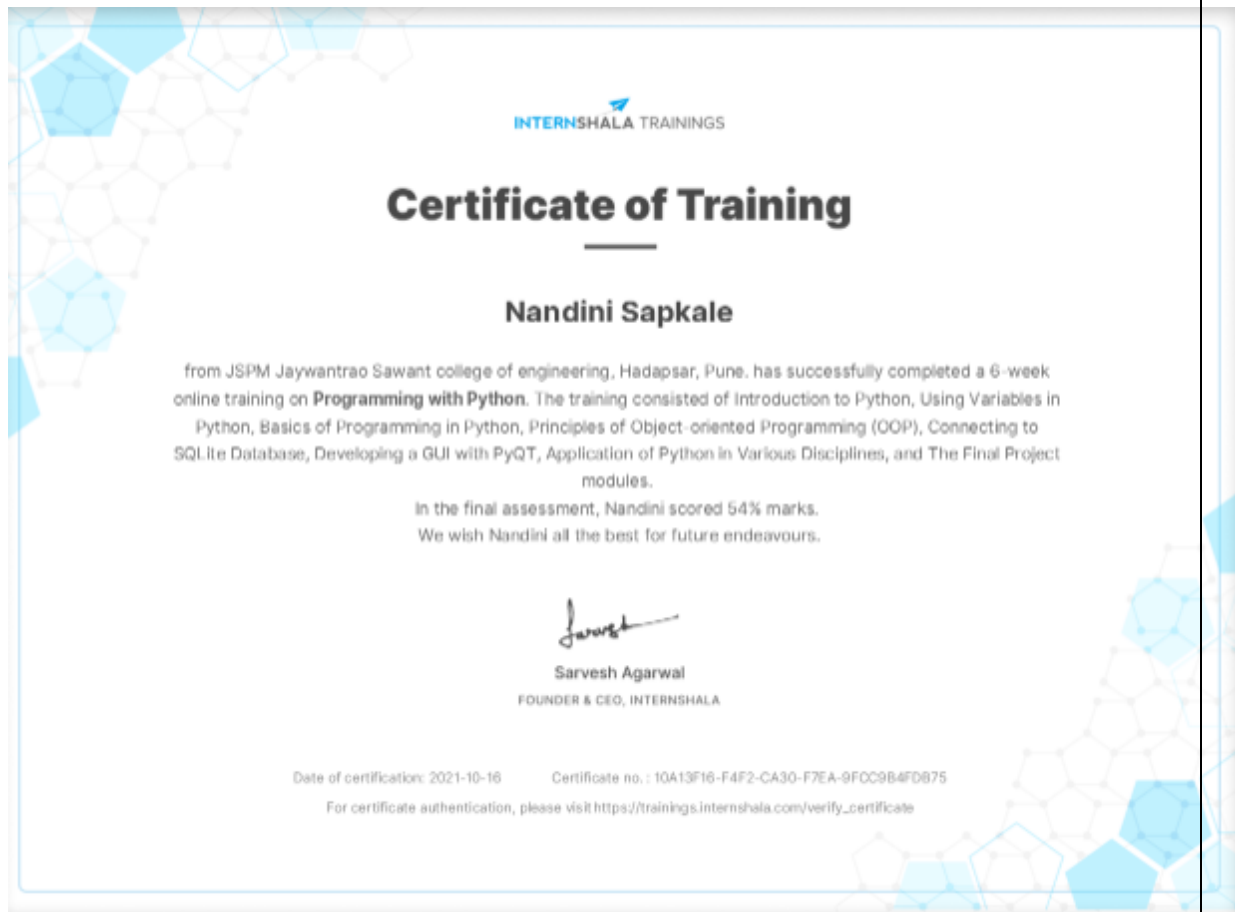 INTERNSHALA TRAININGS
Certificate of Training
Nandini Sapkale
from JSPM Jaywantrao Sawant college of engineering, Hadapsar, Pune. has successfully completed a 6-week
online training on Programming with Python. The training consisted of Introduction to Python, Using Variables in
Python, Basics of Programming in Python, Principles of Object-oriented Programming (OOP), Connecting to
SQLite Database, Developing a GUI with PyQT, Application of Python in Various Disciplines, and The Final Project
modules.
In the final assessment, Nandini scored 54% marks.
We wish Nandini all the best for future endeavours.
Sarvesh
Sarvesh Agarwal
FOUNDER & CEO, INTERNSHALA
Date of certification: 2021-10-16 Certificate no. : 10A13F16-F4F2-CA30-F7EA-9FCC9B4FDB75
For certificate authentication, please visit https://trainings.internshala.com/verify_certificate